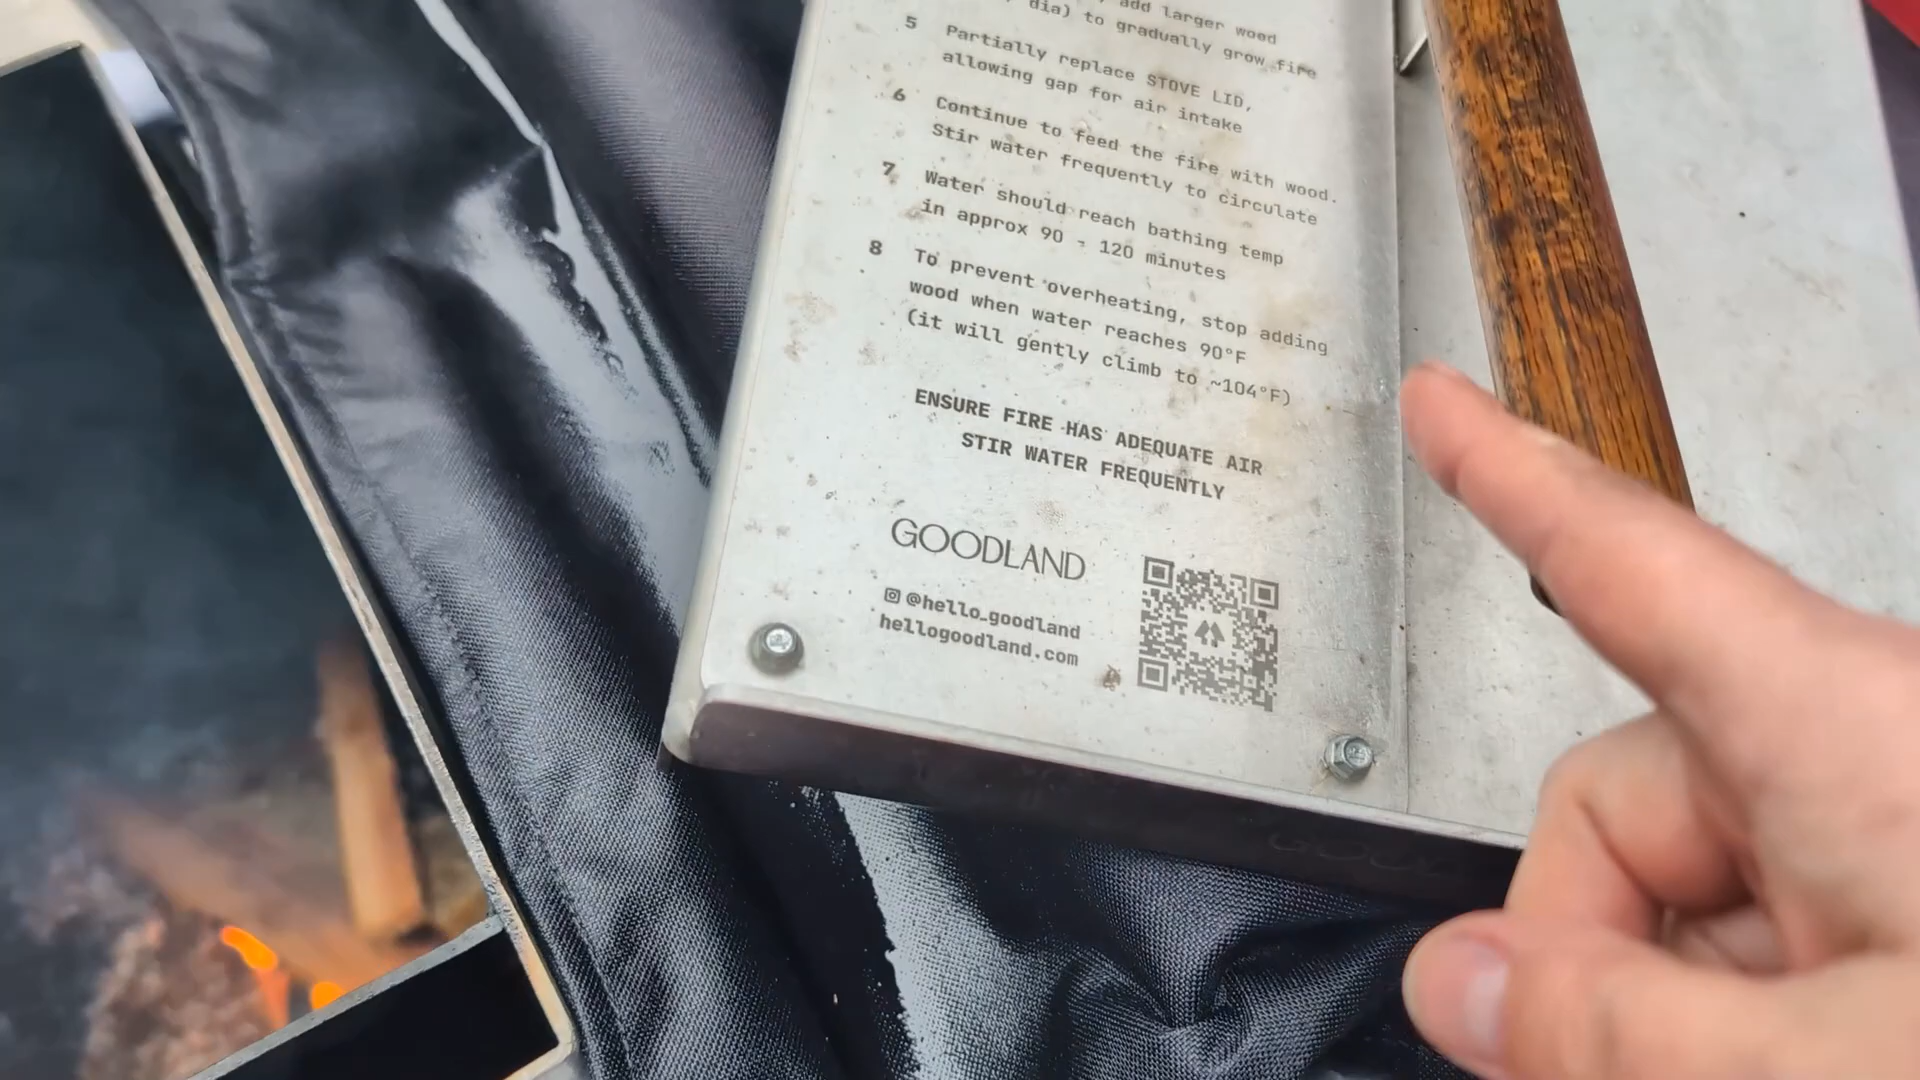 add larger wood
dia) to gradually grow fire
5 Partially replace STOVE LID,
allowing gap for air intake
6 Continue to feed the fire with wood.
Stir water frequently to circulate
7 Water should reach bathing temp
in approx 90 - 120 minutes
8 To prevent overheating, stop adding
wood when water reaches 90°F
(it will gently climb to ~104°F)
ENSURE FIRE HAS ADEQUATE AIR
STIR WATER FREQUENTLY
GOODLAND
@hello_goodland
hellogoodland.com